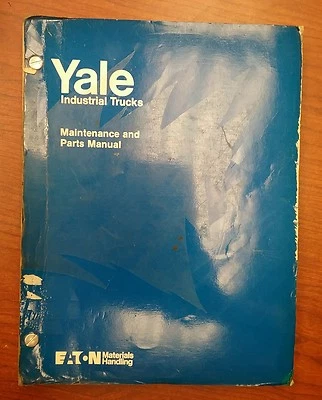 Yale
Industrial Trucks
Maintenance and
Parts Manual
EATON Materials
Handling